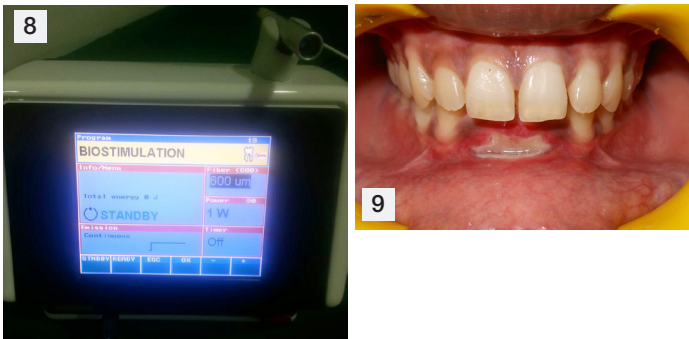 8
Program
BIOSTIMULATION
Info/Menu
Fiber
600 um
Total energy 0 J
STANDBY
Power
1 W
Emission
Timer
Continuous
Off
STNDBY READY ESC OK - +
9